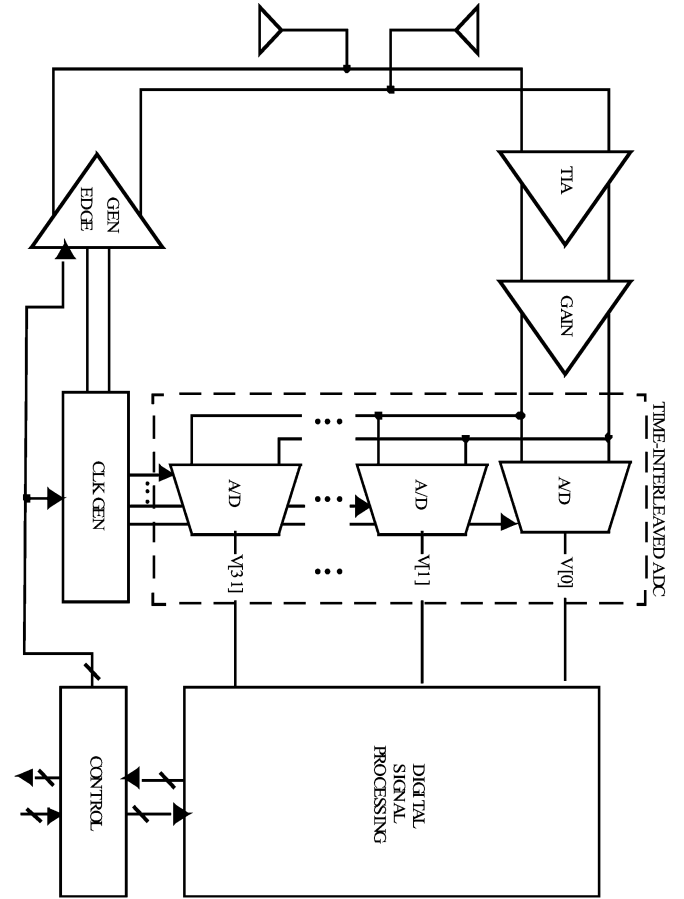 TIA
GAIN
EDGE
GEN
TIME-INTERLEAVED ADC
A/D
A/D
A/D
CLK GEN
V[0]
V[1]
V[31]
DIGITAL
SIGNAL
PROCESSING
CONTROL